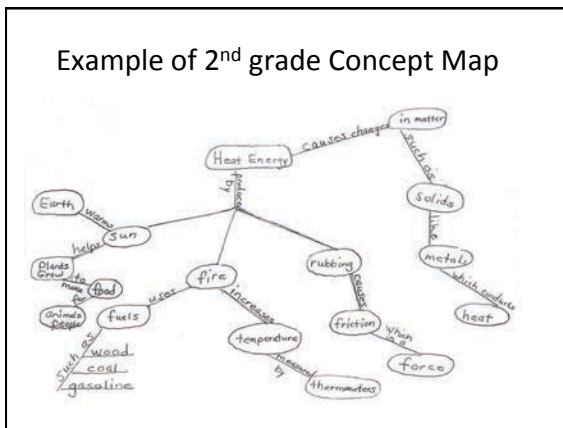 Example of 2nd grade Concept Map
Heat Energy
causes changes
in matter
such as
solids
like
metals
which conducts
heat
produced by
sun
warms
Earth
helps
plants Grow
to make
food
for
animals
people
fire
uses
fuels
such as
wood
coal
gasoline
increases
temperature
measured by
thermometers
rubbing
causes
friction
which is a
force